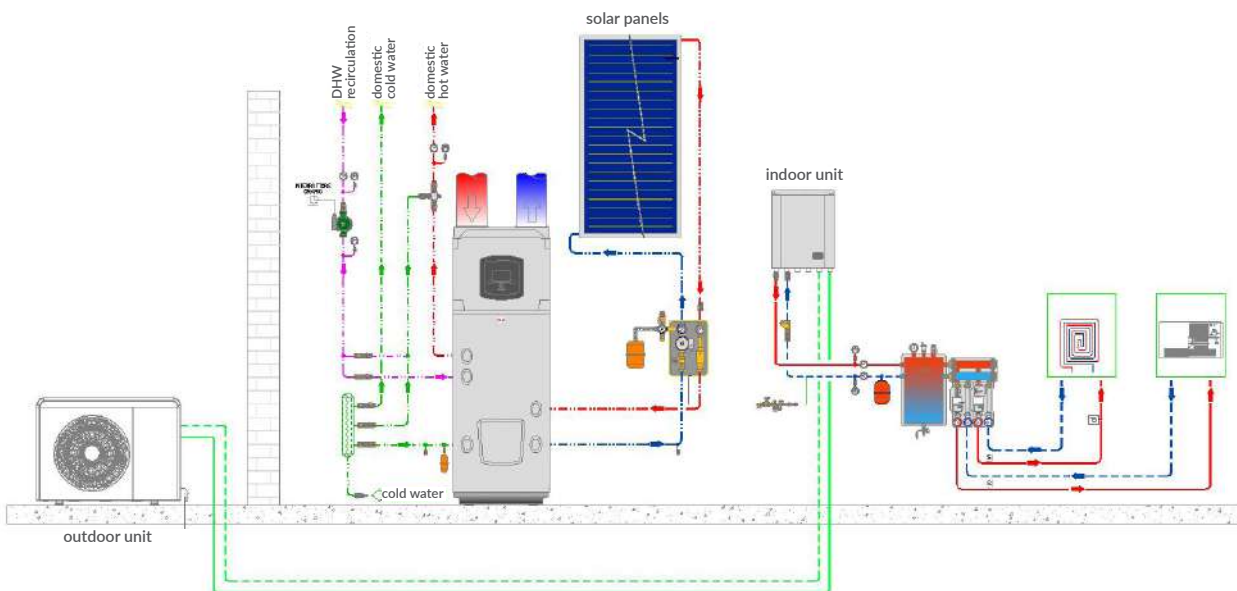 solar panels
DHW
recirculation
domestic
cold water
domestic
hot water
indoor unit
cold water
outdoor unit